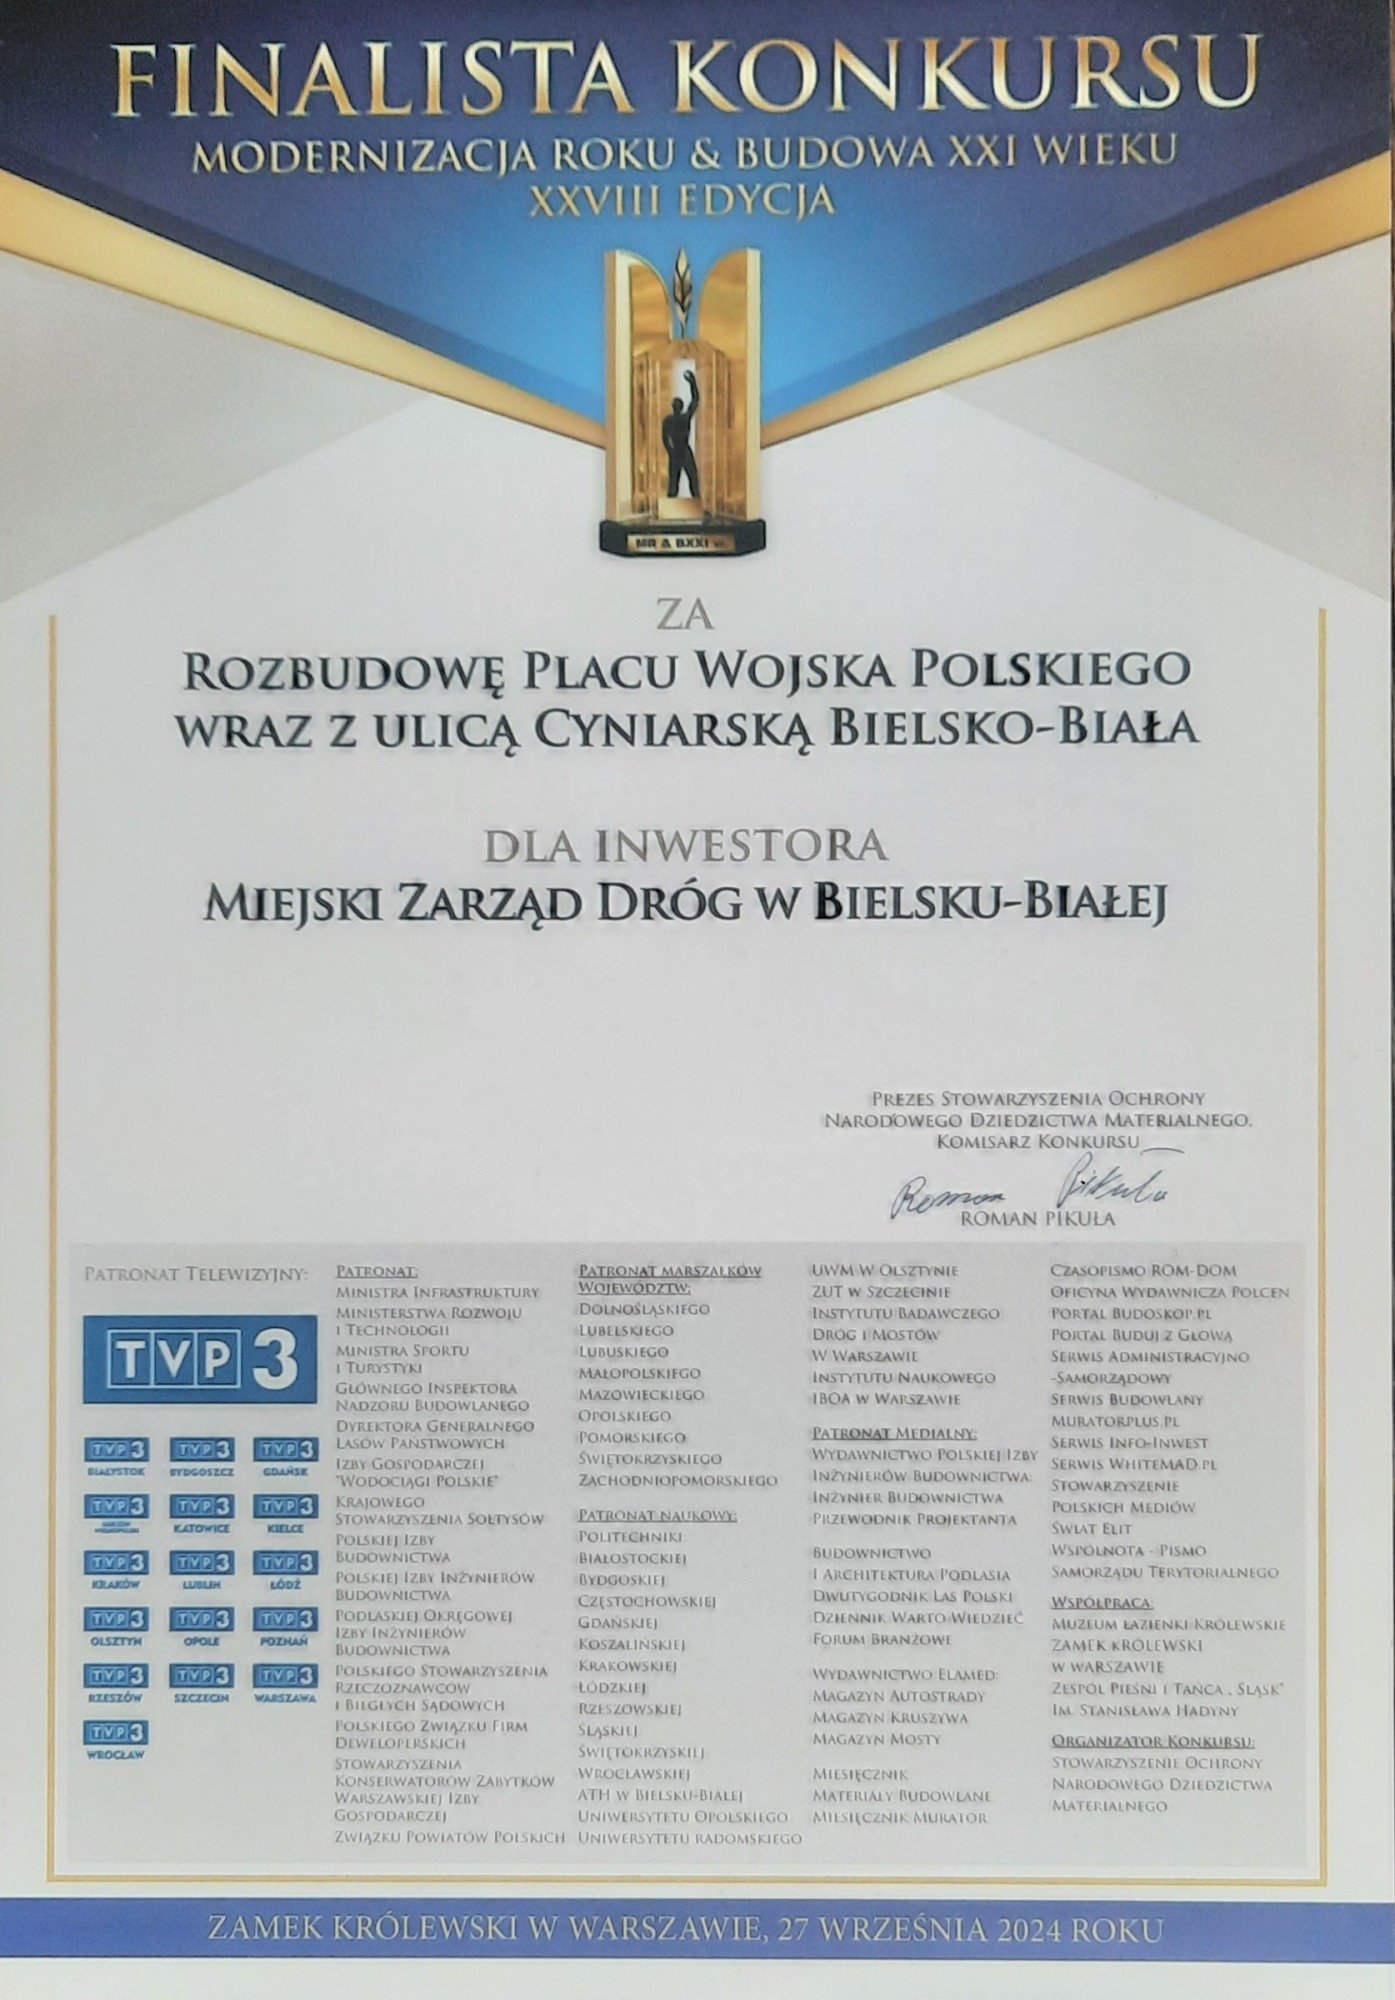 FINALISTA KONKURSU
MODERNIZACJA ROKU & BUDOWA XXI WIEKU
XXVIII EDYCJA
MR & BXXI w.
ZA
ROZBUDOWĘ PLACU WOJSKA POLSKIEGO
WRAZ Z ULICĄ CYNIARSKĄ BIELSKO-BIAŁA
DLA INWESTORA
MIEJSKI ZARZĄD DRÓG W BIELSKU-BIAŁEJ
PREZES STOWARZYSZENIA OCHRONY
NARODOWEGO DZIEDZICTWA MATERIALNEGO.
KOMISARZ KONKURSU
Roman Pikuła
ROMAN PIKUŁA
PATRONAT TELEWIZYJNY:
TVP3
TVP3 TVP3 TVP3
BIAŁYSTOK BYDGOSZCZ GDAŃSK
TVP3 TVP3 TVP3
KATOWICE KIELCE
TVP3 TVP3 TVP3
KRAKÓW LUBLIN ŁÓDŹ
TVP3 TVP3 TVP3
OLSZTYN OPOLE POZNAŃ
TVP3 TVP3 TVP3
RZESZÓW SZCZECIN WARSZAWA
TVP3
WROCŁAW
PATRONAT:
MINISTRA INFRASTRUKTURY
MINISTERSTWA ROZWOJU
I TECHNOLOGII
MINISTRA SPORTU
I TURYSTYKI
GŁÓWNEGO INSPEKTORA
NADZORU BUDOWLANEGO
DYREKTORA GENERALNEGO
LASÓW PAŃSTWOWYCH
IZBY GOSPODARCZEJ
"WODOCIĄGI POLSKIE"
KRAJOWEGO
STOWARZYSZENIA SOŁTYSÓW
POLSKIEJ IZBY
BUDOWNICTWA
POLSKIEJ IZBY INŻYNIERÓW
BUDOWNICTWA
PODLASKIEJ OKRĘGOWEJ
IZBY INŻYNIERÓW
BUDOWNICTWA
POLSKIEGO STOWARZYSZENIA
RZECZOZNAWCÓW
I BIEGŁYCH SĄDOWYCH
POLSKIEGO ZWIĄZKU FIRM
DEWELOPERSKICH
STOWARZYSZENIA
KONSERWATORÓW ZABYTKÓW
WARSZAWSKIEJ IZBY
GOSPODARCZEJ
ZWIĄZKU POWIATÓW POLSKICH
PATRONAT MARSZAŁKÓW
WOJEWÓDZTW:
DOLNOŚLĄSKIEGO
LUBELSKIEGO
LUBUSKIEGO
MAŁOPOLSKIEGO
MAZOWIECKIEGO
OPOLSKIEGO
POMORSKIEGO
ŚWIĘTOKRZYSKIEGO
ZACHODNIOPOMORSKIEGO
PATRONAT NAUKOWY:
POLITECHNIKI:
BIAŁOSTOCKIEJ
BYDGOSKIEJ
CZĘSTOCHOWSKIEJ
GDAŃSKIEJ
KOSZALIŃSKIEJ
KRAKOWSKIEJ
ŁÓDZKIEJ
RZESZOWSKIEJ
ŚLĄSKIEJ
ŚWIĘTOKRZYSKIEJ
WROCŁAWSKIEJ
ATH W BIELSKU-BIAŁEJ
UNIWERSYTETU OPOLSKIEGO
UNIWERSYTETU RADOMSKIEGO
UWM W OLSZTYNIE
ZUT W SZCZECINIE
INSTYTUTU BADAWCZEGO
DRÓG I MOSTÓW
W WARSZAWIE
INSTYTUTU NAUKOWEGO
IBOA W WARSZAWIE
PATRONAT MEDIALNY:
WYDAWNICTWO POLSKIEJ IZBY
INŻYNIERÓW BUDOWNICTWA:
INŻYNIER BUDOWNICTWA
PRZEWODNIK PROJEKTANTA
BUDOWNICTWO
I ARCHITEKTURA PODLASIA
DWUTYGODNIK LAS POLSKI
DZIENNIK WARTO WIEDZIEĆ
FORUM BRANŻOWE
WYDAWNICTWO ELAMED:
MAGAZYN AUTOSTRADY
MAGAZYN KRUSZYWA
MAGAZYN MOSTY
MIESIĘCZNIK
MATERIAŁY BUDOWLANE
MIESIĘCZNIK MURATOR
CZASOPISMO ROM-DOM
OFICYNA WYDAWNICZA POLCEN
PORTAL BUDOSKOP.PL
PORTAL BUDUJ Z GŁOWĄ
SERWIS ADMINISTRACYJNO
-SAMORZĄDOWY
SERWIS BUDOWLANY
MURATORPLUS.PL
SERWIS INFO-INWEST
SERWIS WHITEMAD.PL
STOWARZYSZENIE
POLSKICH MEDIÓW
ŚWIAT ELIT
WSPÓLNOTA - PISMO
SAMORZĄDU TERYTORIALNEGO
WSPÓŁPRACA:
MUZEUM ŁAZIENKI KRÓLEWSKIE
ZAMEK KRÓLEWSKI
W WARSZAWIE
ZESPÓŁ PIEŚNI I TAŃCA „ŚLĄSK"
IM. STANISŁAWA HADYNY
ORGANIZATOR KONKURSU:
STOWARZYSZENIE OCHRONY
NARODOWEGO DZIEDZICTWA
MATERIALNEGO
ZAMEK KRÓLEWSKI W WARSZAWIE, 27 WRZEŚNIA 2024 ROKU